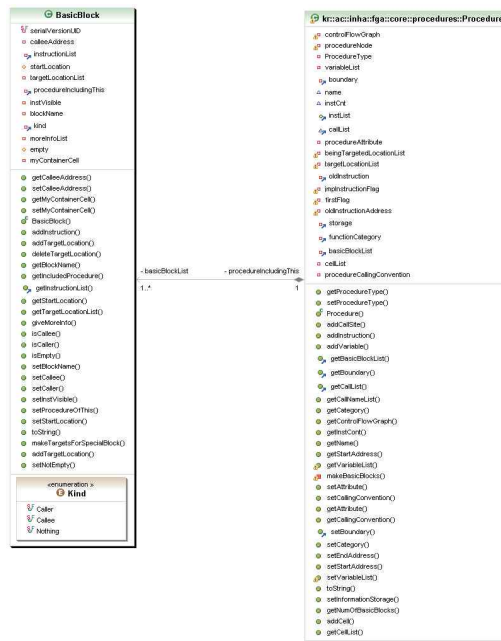 BasicBlock
serialVersionUID
calleeAddress
instructionList
startLocation
targetLocationList
procedureIncludingThis
instVisible
blockName
kind
moreInfoList
empty
myContainerCell
getCalleeAddress()
setCalleeAddress()
getMyContainerCell()
setMyContainerCell()
BasicBlock()
addInstruction()
addTargetLocation()
deleteTargetLocation()
getBlockName()
getIncludedProcedure()
getInstructionList()
getStartLocation()
getTargetLocationList()
giveMoreInfo()
isCallee()
isCaller()
isEmpty()
setBlockName()
setCallee()
setCaller()
setInstVisible()
setProcedureOfThis()
setStartLocation()
toString()
makeTargetsForSpecialBlock()
addTargetLocation()
setNotEmpty()
«enumeration»
Kind
Caller
Callee
Nothing
- basicBlockList
- procedureIncludingThis
1..*
1
kr::ac::inha::fga::core::procedures::Procedure
controlFlowGraph
procedureNode
ProcedureType
variableList
boundary
name
instCnt
instList
callList
procedureAttribute
beingTargetedLocationList
targetLocationList
oldInstruction
impInstructionFlag
firstFlag
oldInstructionAddress
storage
functionCategory
basicBlockList
cellList
procedureCallingConvention
getProcedureType()
setProcedureType()
Procedure()
addCallSite()
addInstruction()
addVariable()
getBasicBlockList()
getBoundary()
getCallList()
getCallNameList()
getCategory()
getControlFlowGraph()
getInstCont()
getName()
getStartAddress()
getVariableList()
makeBasicBlocks()
setAttribute()
setCallingConvention()
getAttribute()
getCallingConvention()
setBoundary()
setCategory()
setEndAddress()
setStartAddress()
setVariableList()
toString()
setInformationStorage()
getNumOfBasicBlocks()
addCell()
getCellList()